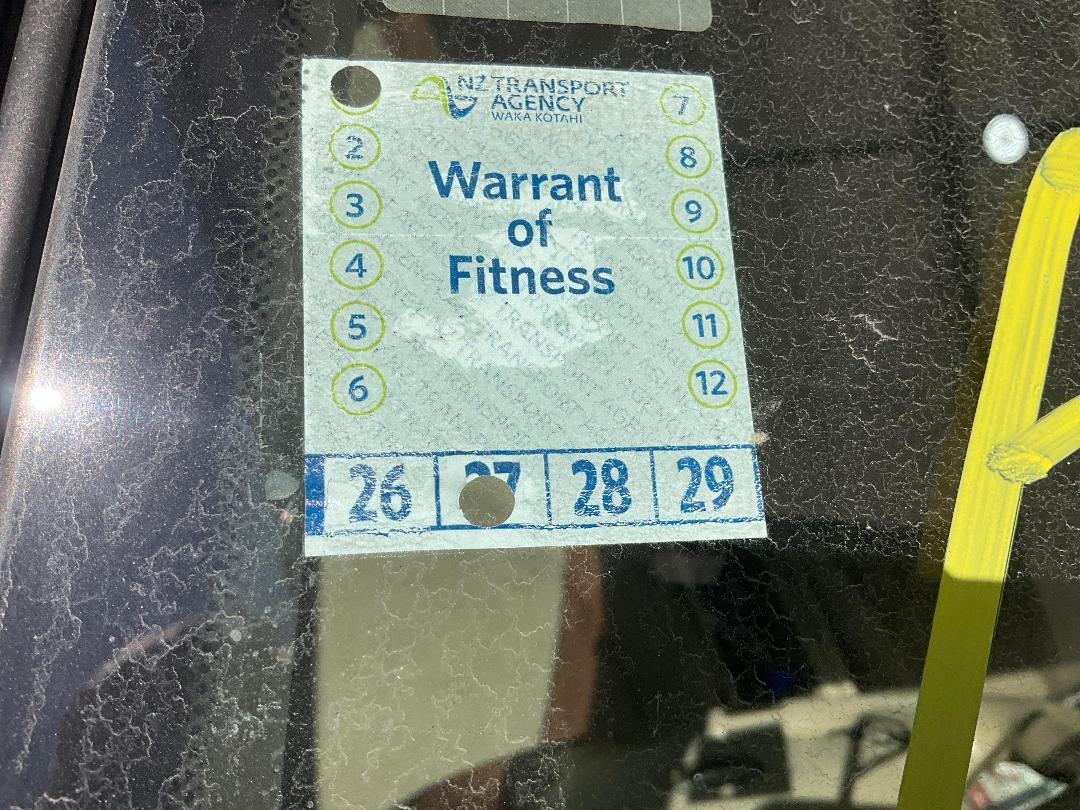 NZ TRANSPORT
AGENCY
WAKA KOTAHI
Warrant
of
Fitness
2
3
4
5
6
7
8
9
10
11
12
26 27 28 29